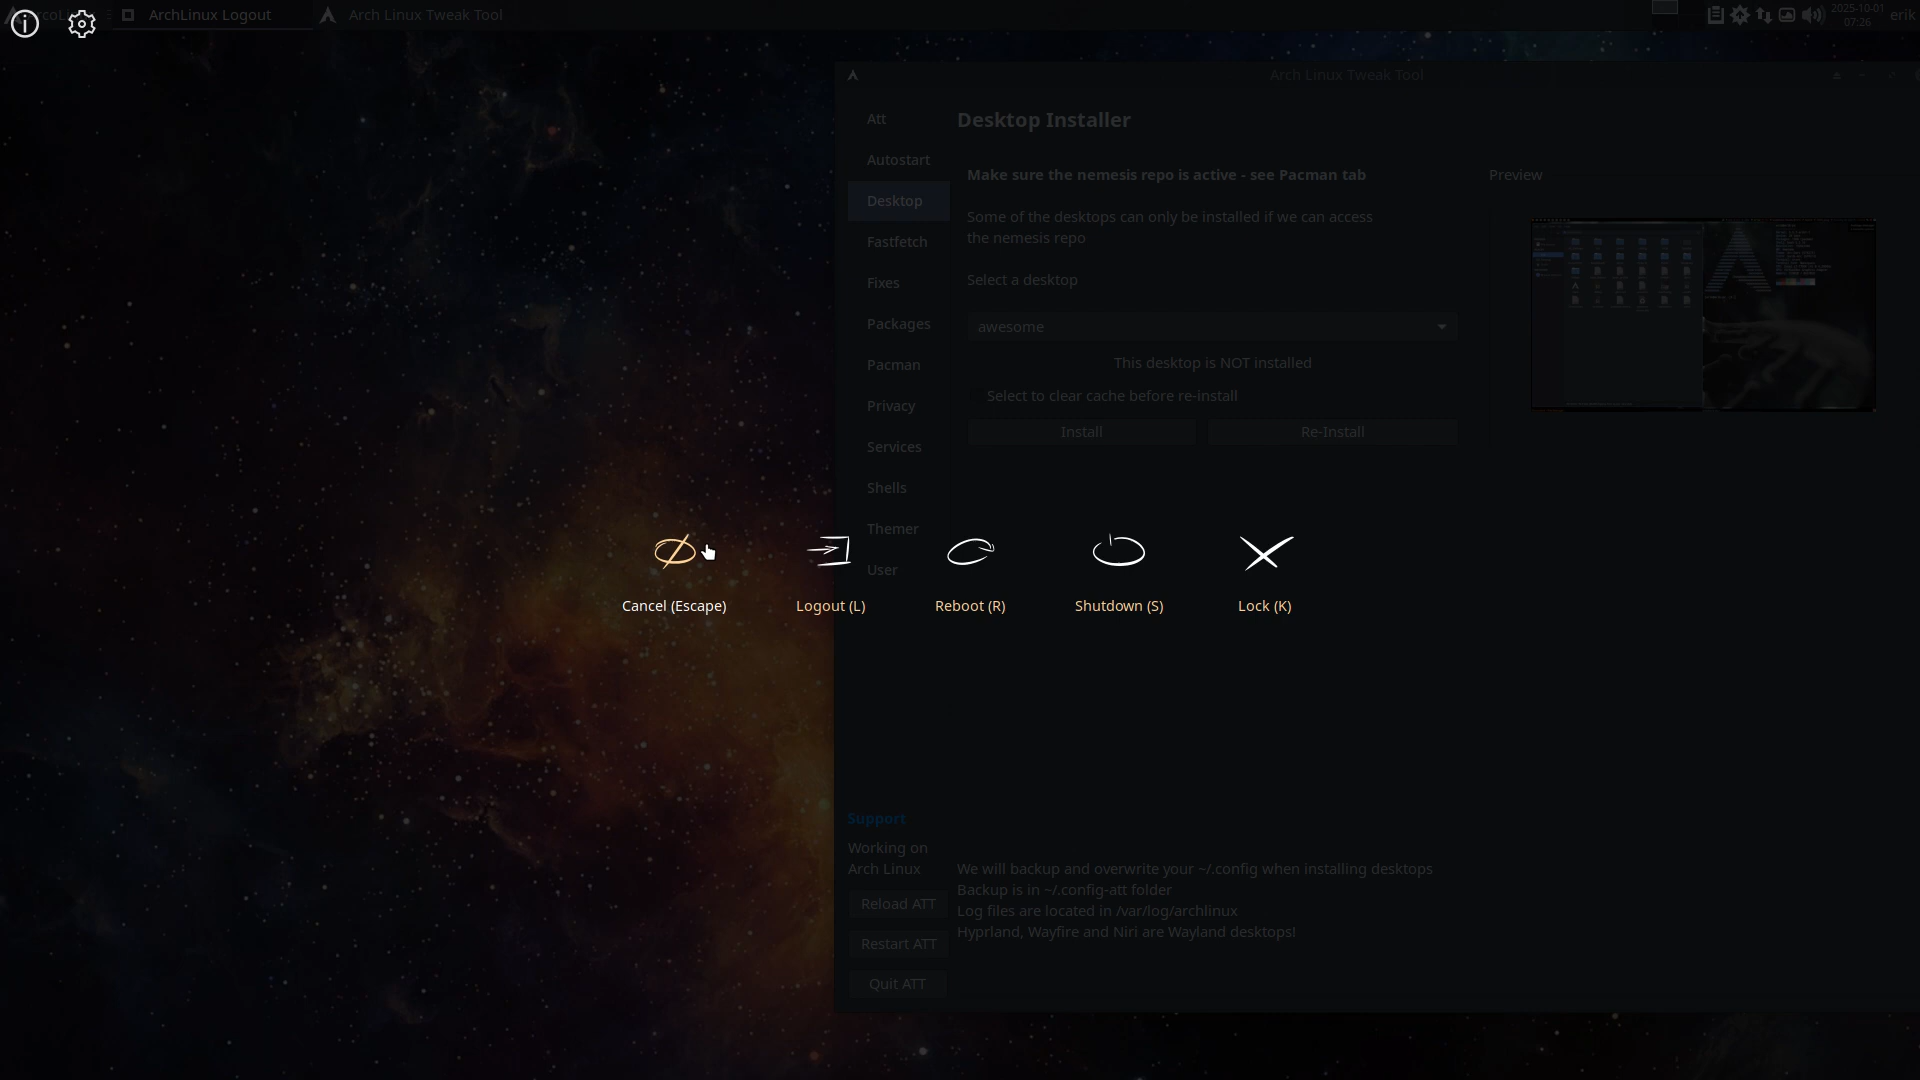 ArchLinux Logout
Arch Linux Tweak Tool
2025-10-01
07:26
erik
Arch Linux Tweak Tool
Att
Autostart
Desktop
Fastfetch
Fixes
Packages
Pacman
Privacy
Services
Shells
Themer
User
Desktop Installer
Make sure the nemesis repo is active - see Pacman tab
Some of the desktops can only be installed if we can access
the nemesis repo
Select a desktop
awesome
This desktop is NOT installed
Select to clear cache before re-install
Install
Re-Install
Preview
Cancel (Escape)
Logout (L)
Reboot (R)
Shutdown (S)
Lock (K)
Support
Working on
Arch Linux
Reload ATT
Restart ATT
Quit ATT
We will backup and overwrite your ~/.config when installing desktops
Backup is in ~/.config-att folder
Log files are located in /var/log/archlinux
Hyprland, Wayfire and Niri are Wayland desktops!